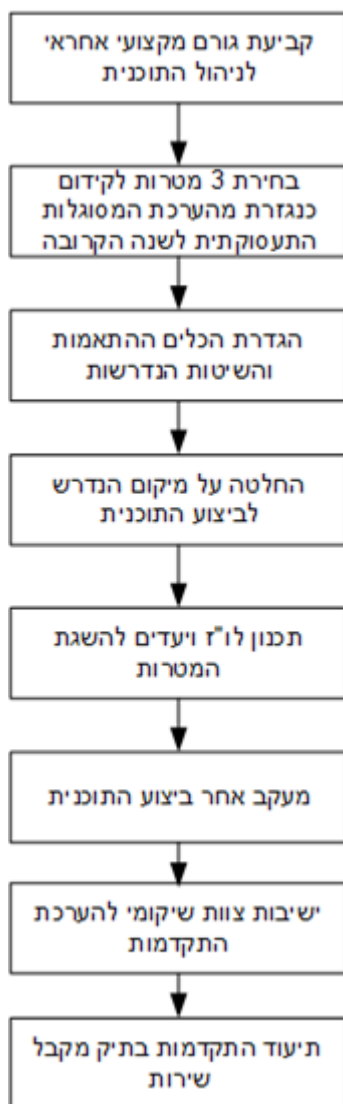 קביעת גורם מקצועי אחראי
לניהול התוכנית
בחירת 3 מטרות לקידום
כנגזרת מהערכת המסוגלות
התעסוקתית לשנה הקרובה
הגדרת הכלים ההתאמות
והשיטות הנדרשות
החלטה על מיקום הנדרש
לביצוע התוכנית
תכנון לו"ז ויעדים להשגת
המטרות
מעקב אחר ביצוע התוכנית
ישיבות צוות שיקומי להערכת
התקדמות
תיעוד התקדמות בתיק מקבל
שירות